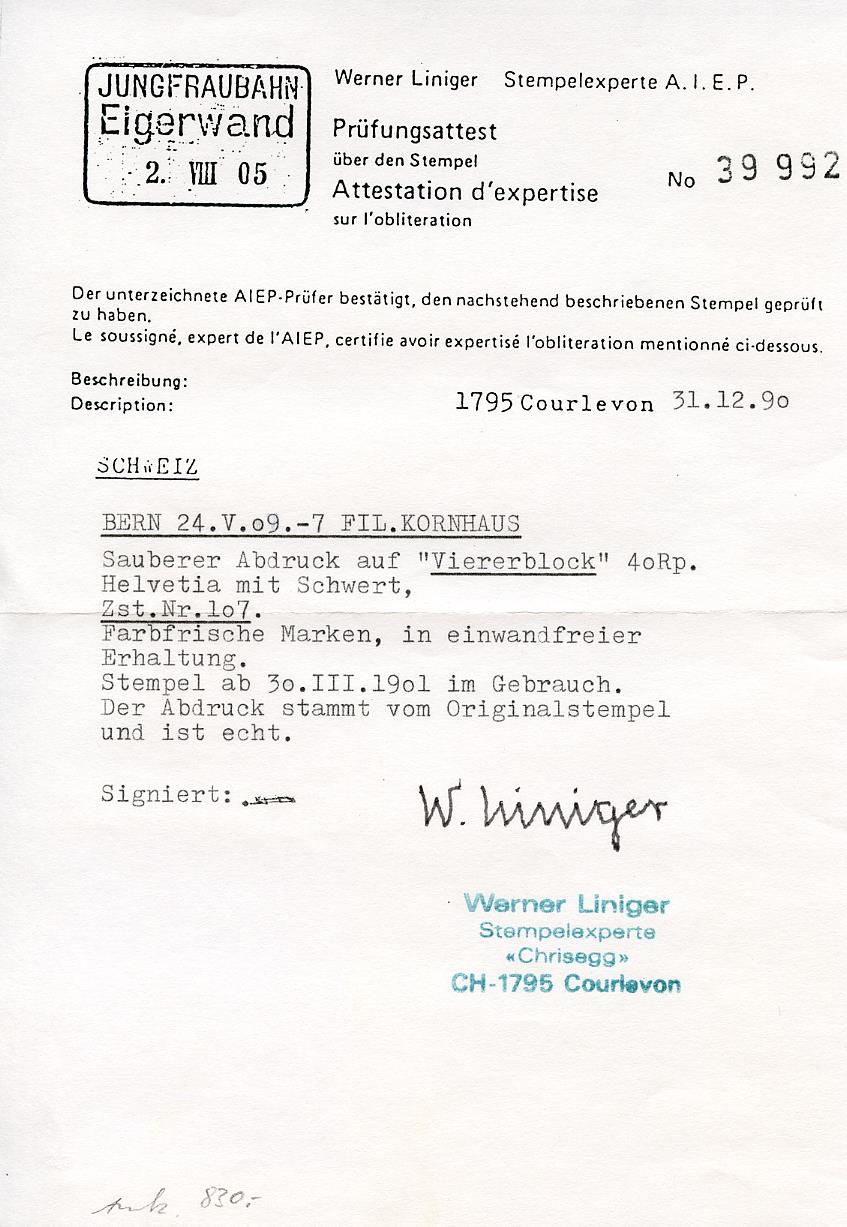 JUNGFRAUBAHN
Eigerwand
2. VIII 05
Werner Liniger Stempelexperte A.I.E.P.
Prüfungsattest
über den Stempel
Attestation d'expertise
sur l'obliteration
No 39 992
Der unterzeichnete AIEP-Prüfer bestätigt, den nachstehend beschriebenen Stempel geprüft
zu haben.
Le soussigné, expert de l'AIEP, certifie avoir expertisé l'obliteration mentionné ci-dessous.
Beschreibung:
Description:
1795 Courlevon 31.12.9o
SCHWEIZ
BERN 24.V.o9.-7 FIL.KORNHAUS
Sauberer Abdruck auf "Viererblock" 4oRp.
Helvetia mit Schwert,
Zst.Nr.1o7.
Farbfrische Marken, in einwandfreier
Erhaltung.
Stempel ab 3o.III.19o1 im Gebrauch.
Der Abdruck stammt vom Originalstempel
und ist echt.
Signiert:
W. Liniger
Werner Liniger
Stempelexperte
«Chrisegg»
CH-1795 Courlevon
830.-